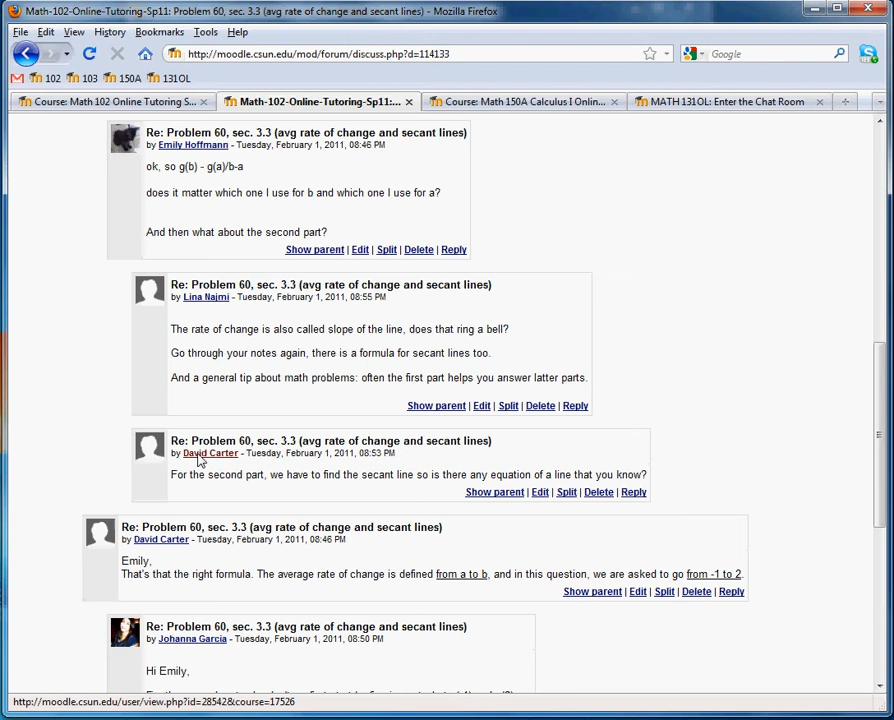 Math-102-Online-Tutoring-Sp11: Problem 60, sec. 3.3 (avg rate of change and secant lines) - Mozilla Firefox
File Edit View History Bookmarks Tools Help
http://moodle.csun.edu/mod/forum/discuss.php?d=114133
Google
102 103 150A 131OL
Course: Math 102 Online Tutoring S... Math-102-Online-Tutoring-Sp11:... Course: Math 150A Calculus I Onlin... MATH 131OL: Enter the Chat Room
Re: Problem 60, sec. 3.3 (avg rate of change and secant lines)
by Emily Hoffmann - Tuesday, February 1, 2011, 08:46 PM
ok, so g(b) - g(a)/b-a
does it matter which one I use for b and which one I use for a?
And then what about the second part?
Show parent | Edit | Split | Delete | Reply
Re: Problem 60, sec. 3.3 (avg rate of change and secant lines)
by Lina Najmi - Tuesday, February 1, 2011, 08:55 PM
The rate of change is also called slope of the line, does that ring a bell?
Go through your notes again, there is a formula for secant lines too.
And a general tip about math problems: often the first part helps you answer latter parts.
Show parent | Edit | Split | Delete | Reply
Re: Problem 60, sec. 3.3 (avg rate of change and secant lines)
by David Carter - Tuesday, February 1, 2011, 08:53 PM
For the second part, we have to find the secant line so is there any equation of a line that you know?
Show parent | Edit | Split | Delete | Reply
Re: Problem 60, sec. 3.3 (avg rate of change and secant lines)
by David Carter - Tuesday, February 1, 2011, 08:46 PM
Emily,
That's that the right formula. The average rate of change is defined from a to b, and in this question, we are asked to go from -1 to 2.
Show parent | Edit | Split | Delete | Reply
Re: Problem 60, sec. 3.3 (avg rate of change and secant lines)
by Johanna Garcia - Tuesday, February 1, 2011, 08:50 PM
Hi Emily,
http://moodle.csun.edu/user/view.php?id=28542&course=17526